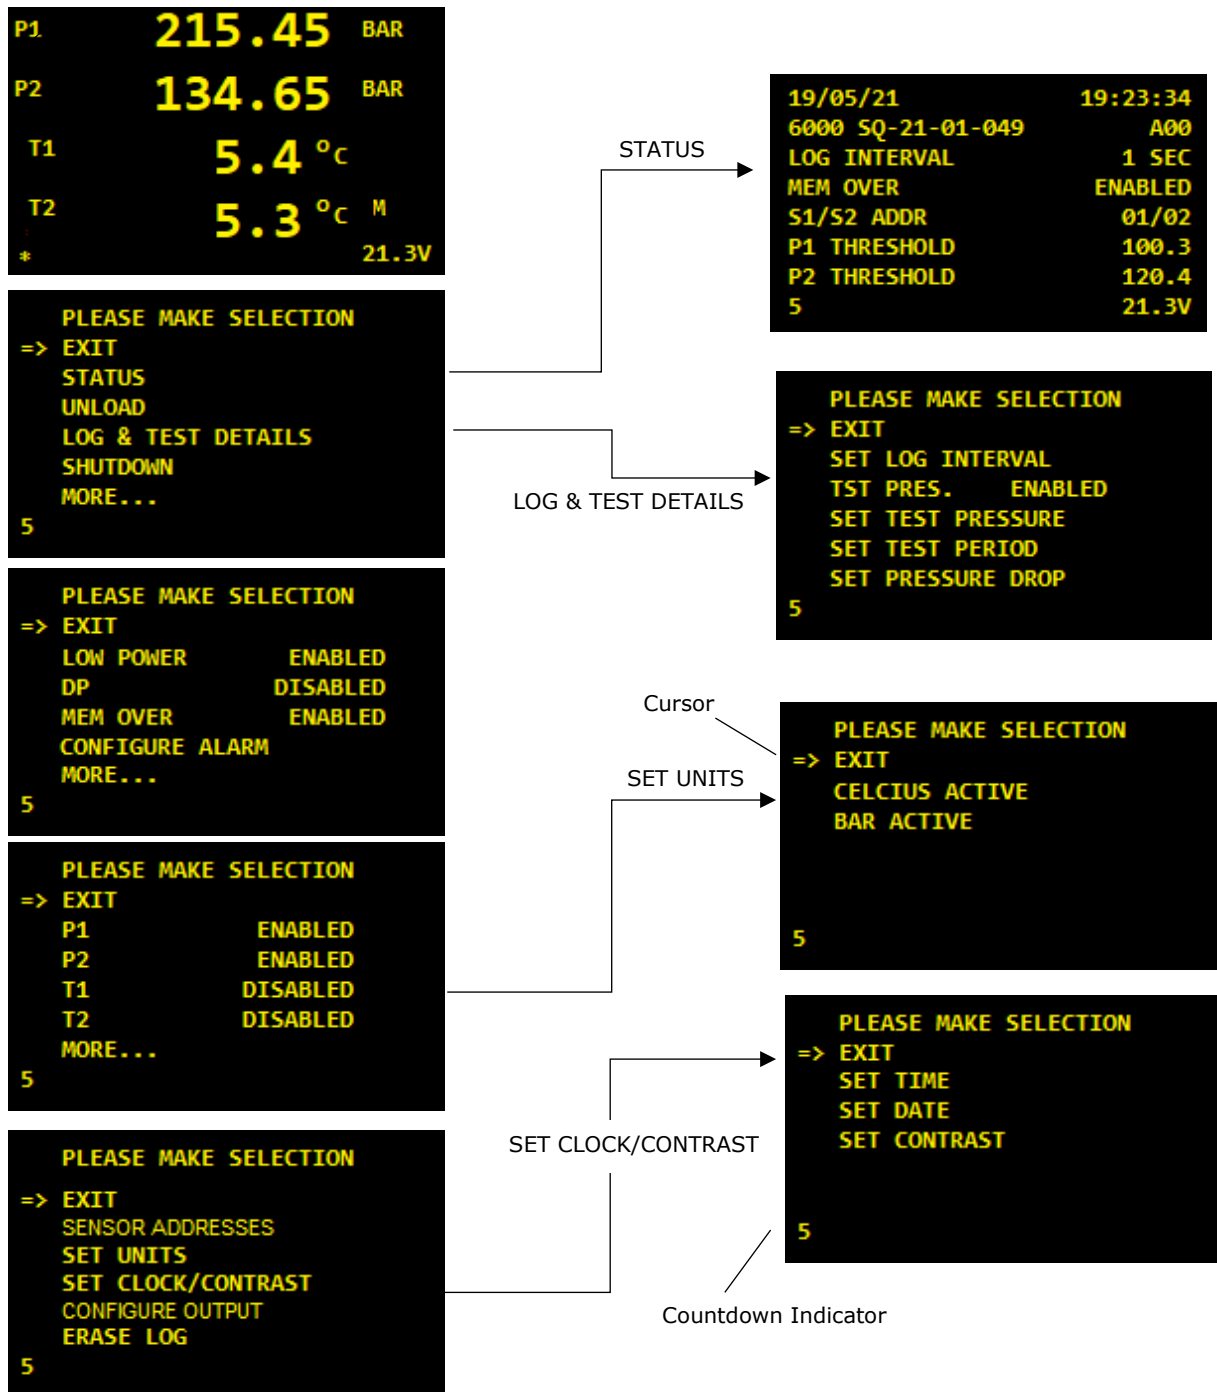 P1 215.45 BAR
P2 134.65 BAR
T1 5.4 °C
T2 5.3 °C M
* 21.3V
PLEASE MAKE SELECTION
=> EXIT
STATUS
UNLOAD
LOG & TEST DETAILS
SHUTDOWN
MORE...
5
PLEASE MAKE SELECTION
=> EXIT
LOW POWER ENABLED
DP DISABLED
MEM OVER ENABLED
CONFIGURE ALARM
MORE...
5
PLEASE MAKE SELECTION
=> EXIT
P1 ENABLED
P2 ENABLED
T1 DISABLED
T2 DISABLED
MORE...
5
PLEASE MAKE SELECTION
=> EXIT
SENSOR ADDRESSES
SET UNITS
SET CLOCK/CONTRAST
CONFIGURE OUTPUT
ERASE LOG
5
STATUS
19/05/21 19:23:34
6000 SQ-21-01-049 A00
LOG INTERVAL 1 SEC
MEM OVER ENABLED
S1/S2 ADDR 01/02
P1 THRESHOLD 100.3
P2 THRESHOLD 120.4
5 21.3V
LOG & TEST DETAILS
PLEASE MAKE SELECTION
=> EXIT
SET LOG INTERVAL
TST PRES. ENABLED
SET TEST PRESSURE
SET TEST PERIOD
SET PRESSURE DROP
5
Cursor
SET UNITS
PLEASE MAKE SELECTION
=> EXIT
CELCIUS ACTIVE
BAR ACTIVE
5
SET CLOCK/CONTRAST
PLEASE MAKE SELECTION
=> EXIT
SET TIME
SET DATE
SET CONTRAST
5
Countdown Indicator